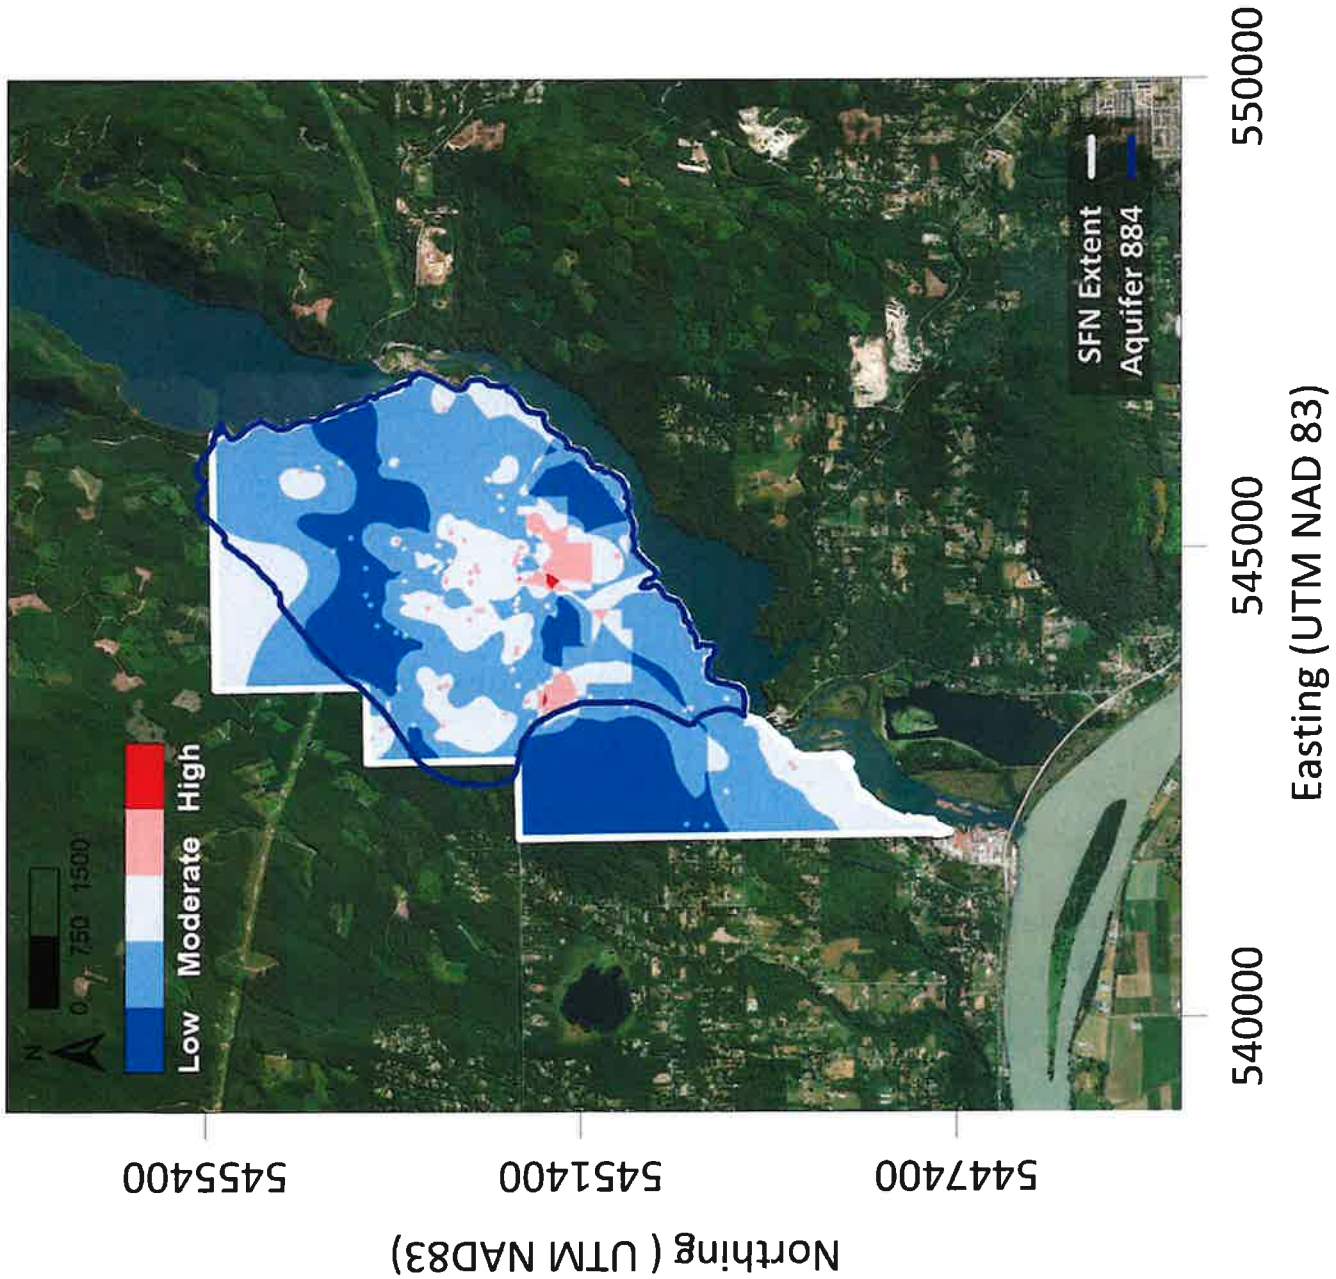 N
0 750 1500
Low Moderate High
SFN Extent
Aquifer 884
5455400
5451400
5447400
Northing ( UTM NAD83)
540000
545000
550000
Easting (UTM NAD 83)